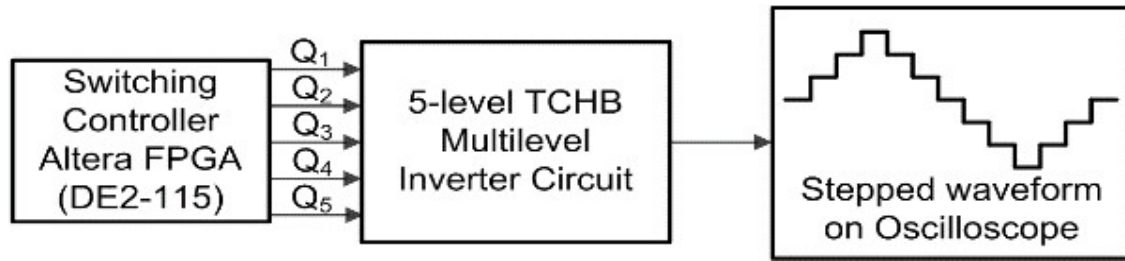 Switching
Controller
Altera FPGA
(DE2-115)
Q₁
Q₂
Q₃
Q₄
Q₅
5-level TCHB
Multilevel
Inverter Circuit
Stepped waveform
on Oscilloscope